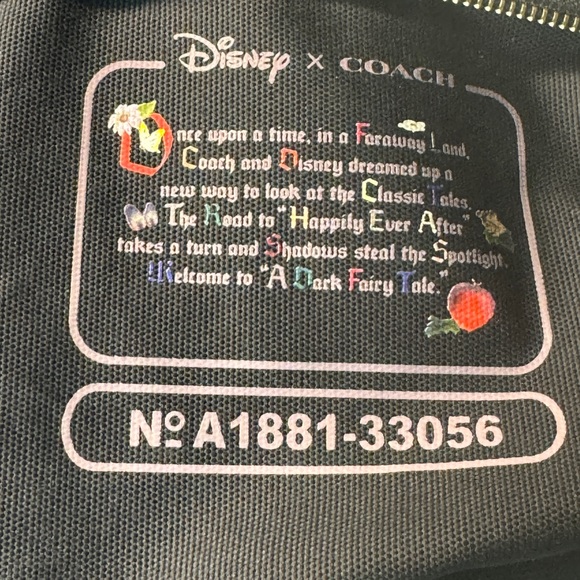 Disney x COACH
Once upon a time, in a Faraway Land,
Coach and Disney dreamed up a
new way to look at the Classic Tales.
The Road to "Happily Ever After"
takes a turn and Shadows steal the Spotlight.
Welcome to "A Dark Fairy Tale."
Nº A1881-33056